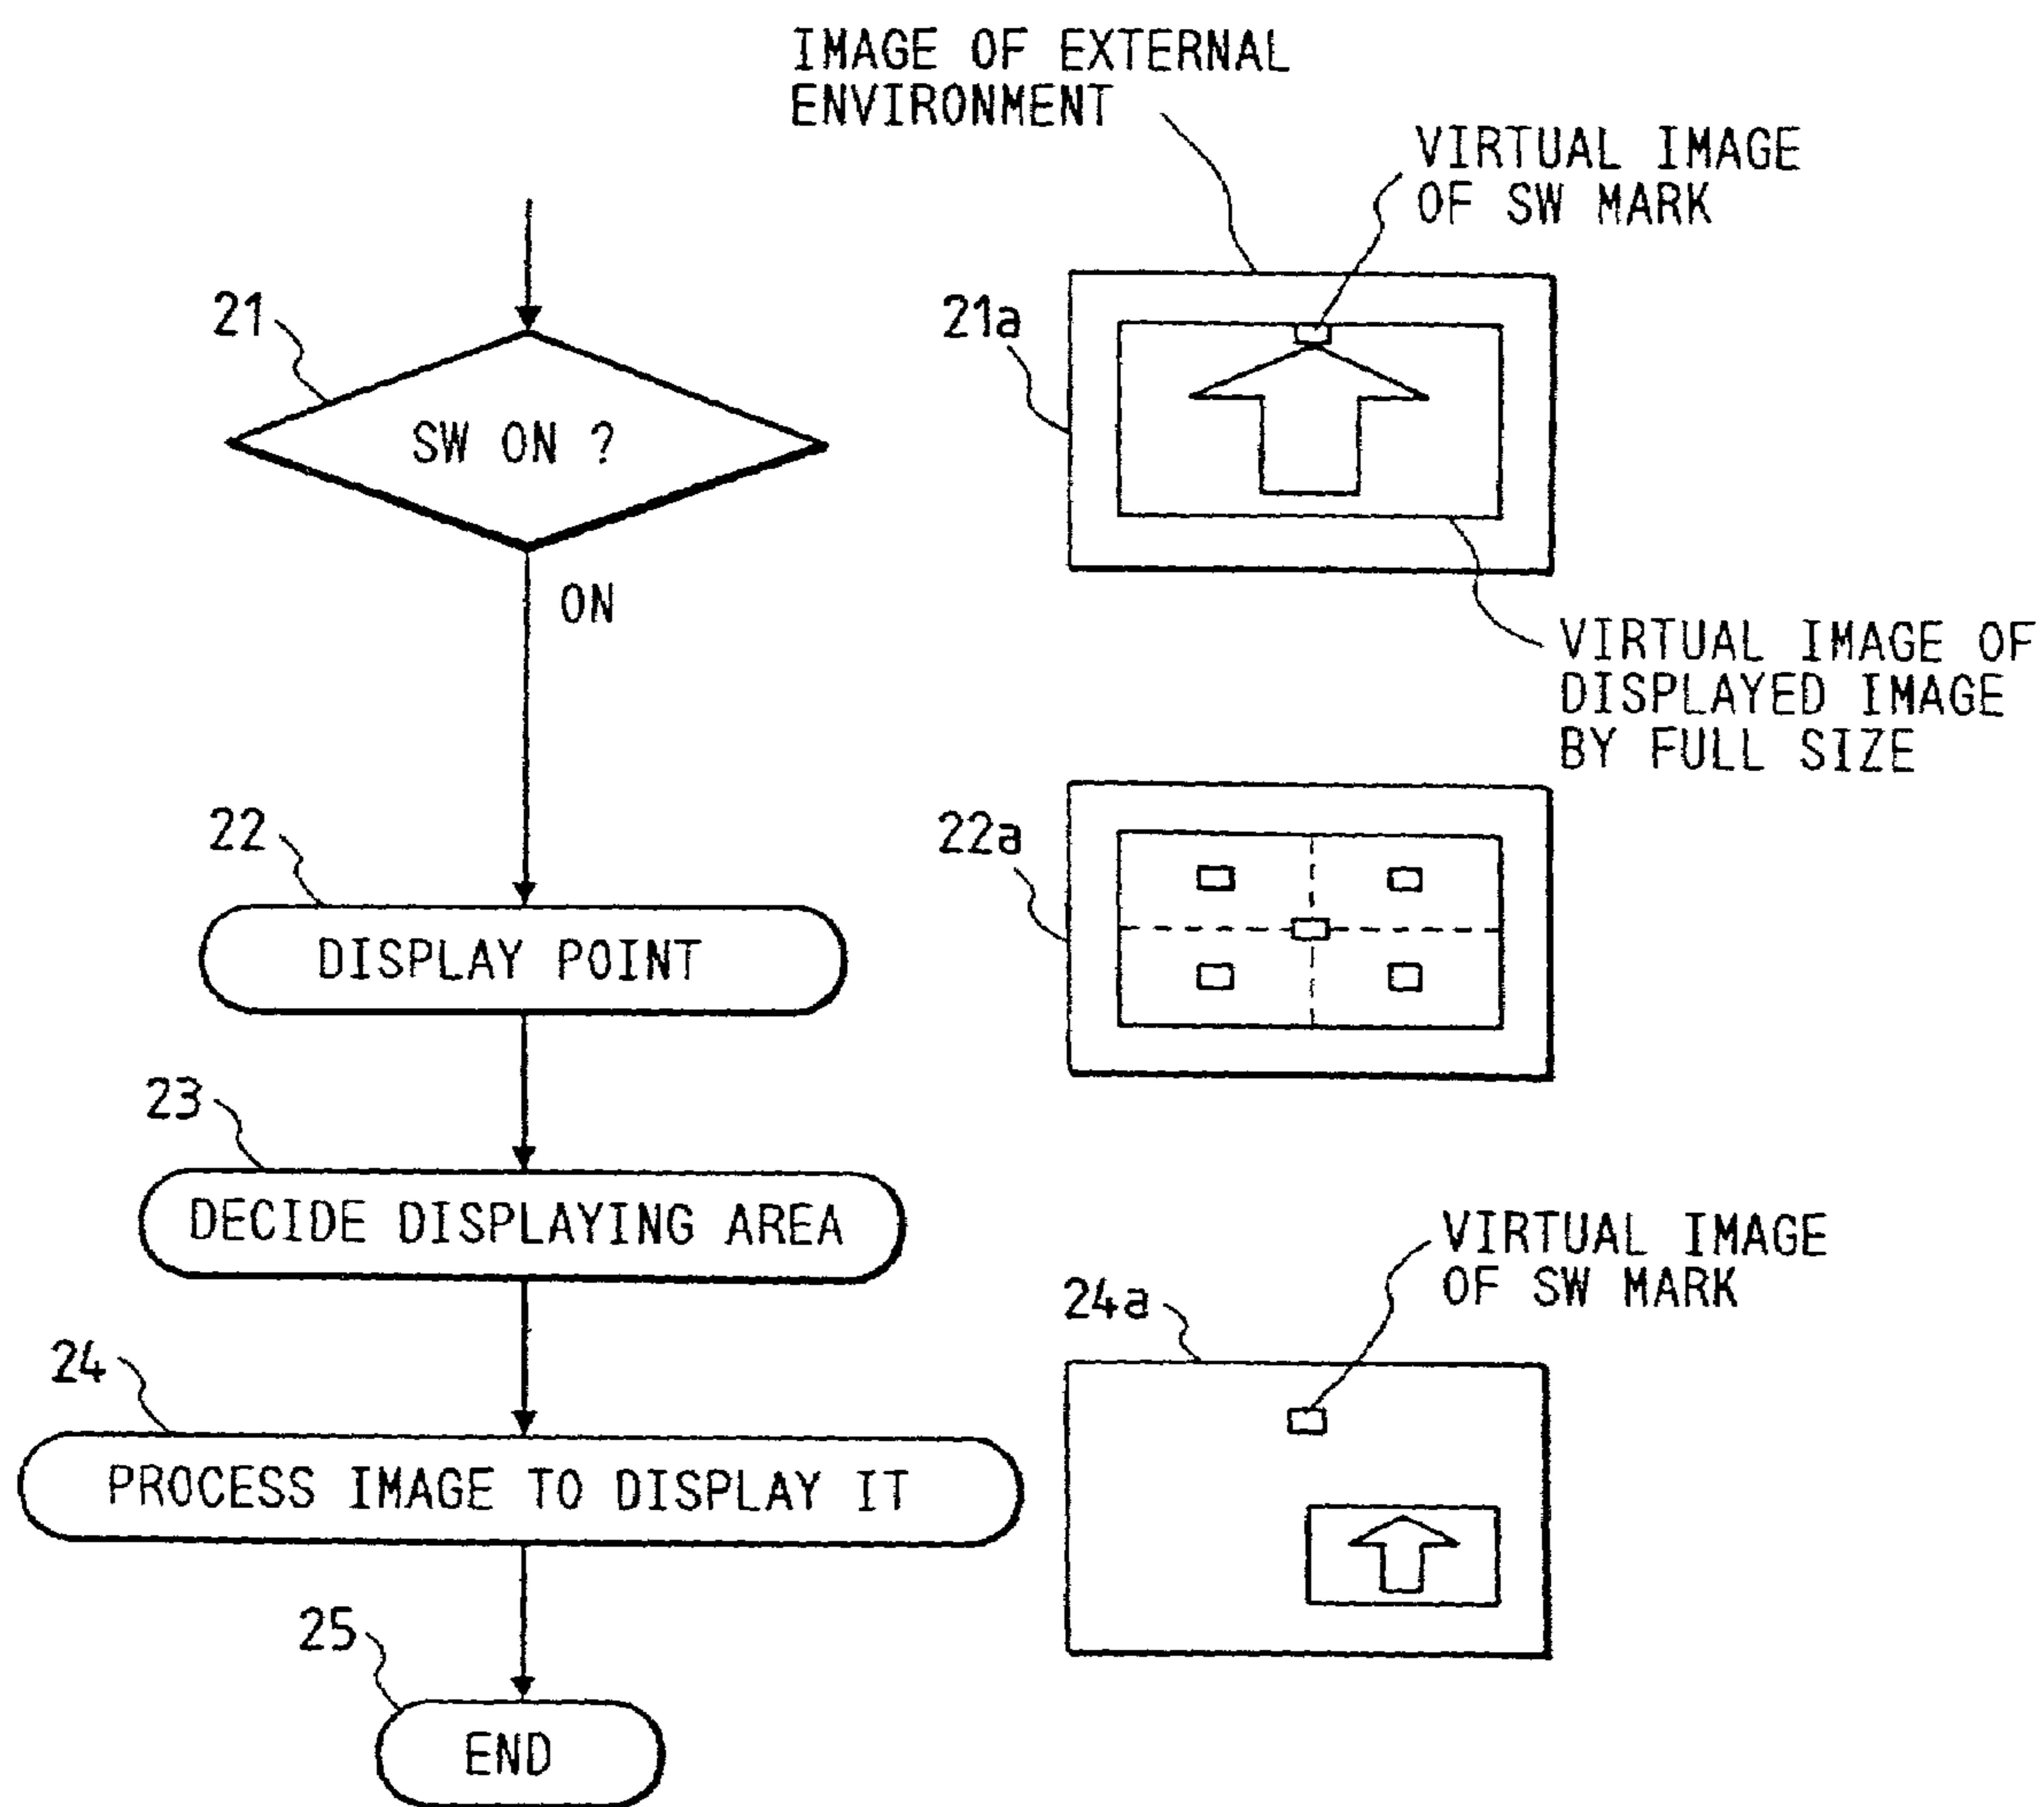 IMAGE OF EXTERNAL
ENVIRONMENT
VIRTUAL IMAGE
OF SW MARK
21
21a
SW ON ?
ON
VIRTUAL IMAGE OF
DISPLAYED IMAGE
BY FULL SIZE
22
22a
DISPLAY POINT
23
DECIDE DISPLAYING AREA
VIRTUAL IMAGE
OF SW MARK
24a
24
PROCESS IMAGE TO DISPLAY IT
25
END